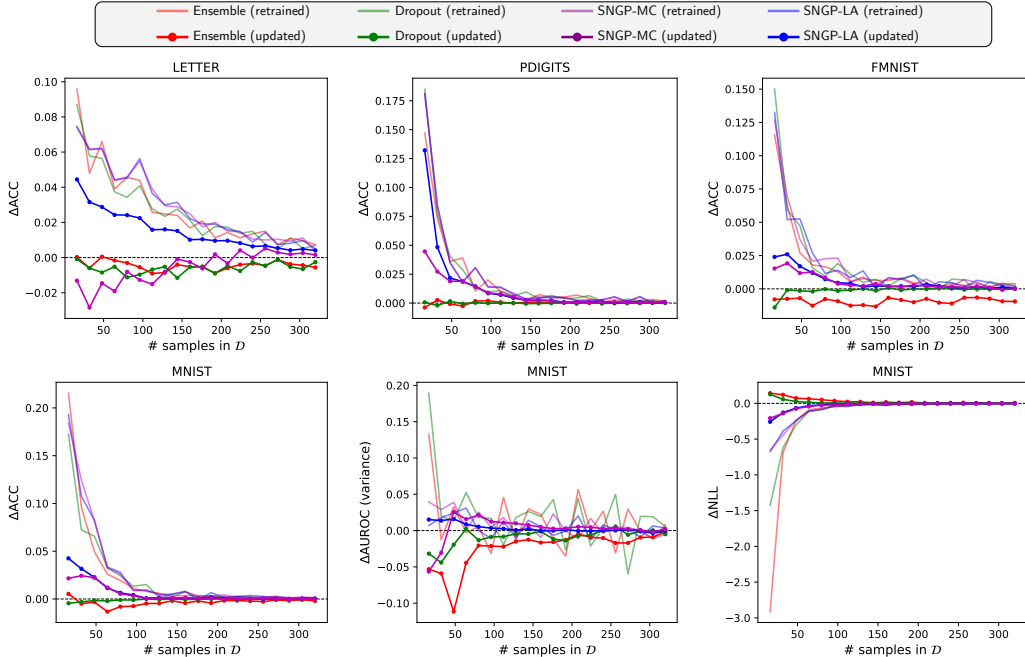 Ensemble (retrained) Dropout (retrained) SNGP-MC (retrained) SNGP-LA (retrained)
Ensemble (updated) Dropout (updated) SNGP-MC (updated) SNGP-LA (updated)
LETTER
ΔACC
0.10
0.08
0.06
0.04
0.02
0.00
−0.02
50 100 150 200 250 300
# samples in 𝒟
PDIGITS
ΔACC
0.175
0.150
0.125
0.100
0.075
0.050
0.025
0.000
50 100 150 200 250 300
# samples in 𝒟
FMNIST
ΔACC
0.150
0.125
0.100
0.075
0.050
0.025
0.000
−0.025
50 100 150 200 250 300
# samples in 𝒟
MNIST
ΔACC
0.20
0.15
0.10
0.05
0.00
50 100 150 200 250 300
# samples in 𝒟
MNIST
ΔAUROC (variance)
0.20
0.15
0.10
0.05
0.00
−0.05
−0.10
50 100 150 200 250 300
# samples in 𝒟
MNIST
ΔNLL
0.0
−0.5
−1.0
−1.5
−2.0
−2.5
−3.0
50 100 150 200 250 300
# samples in 𝒟